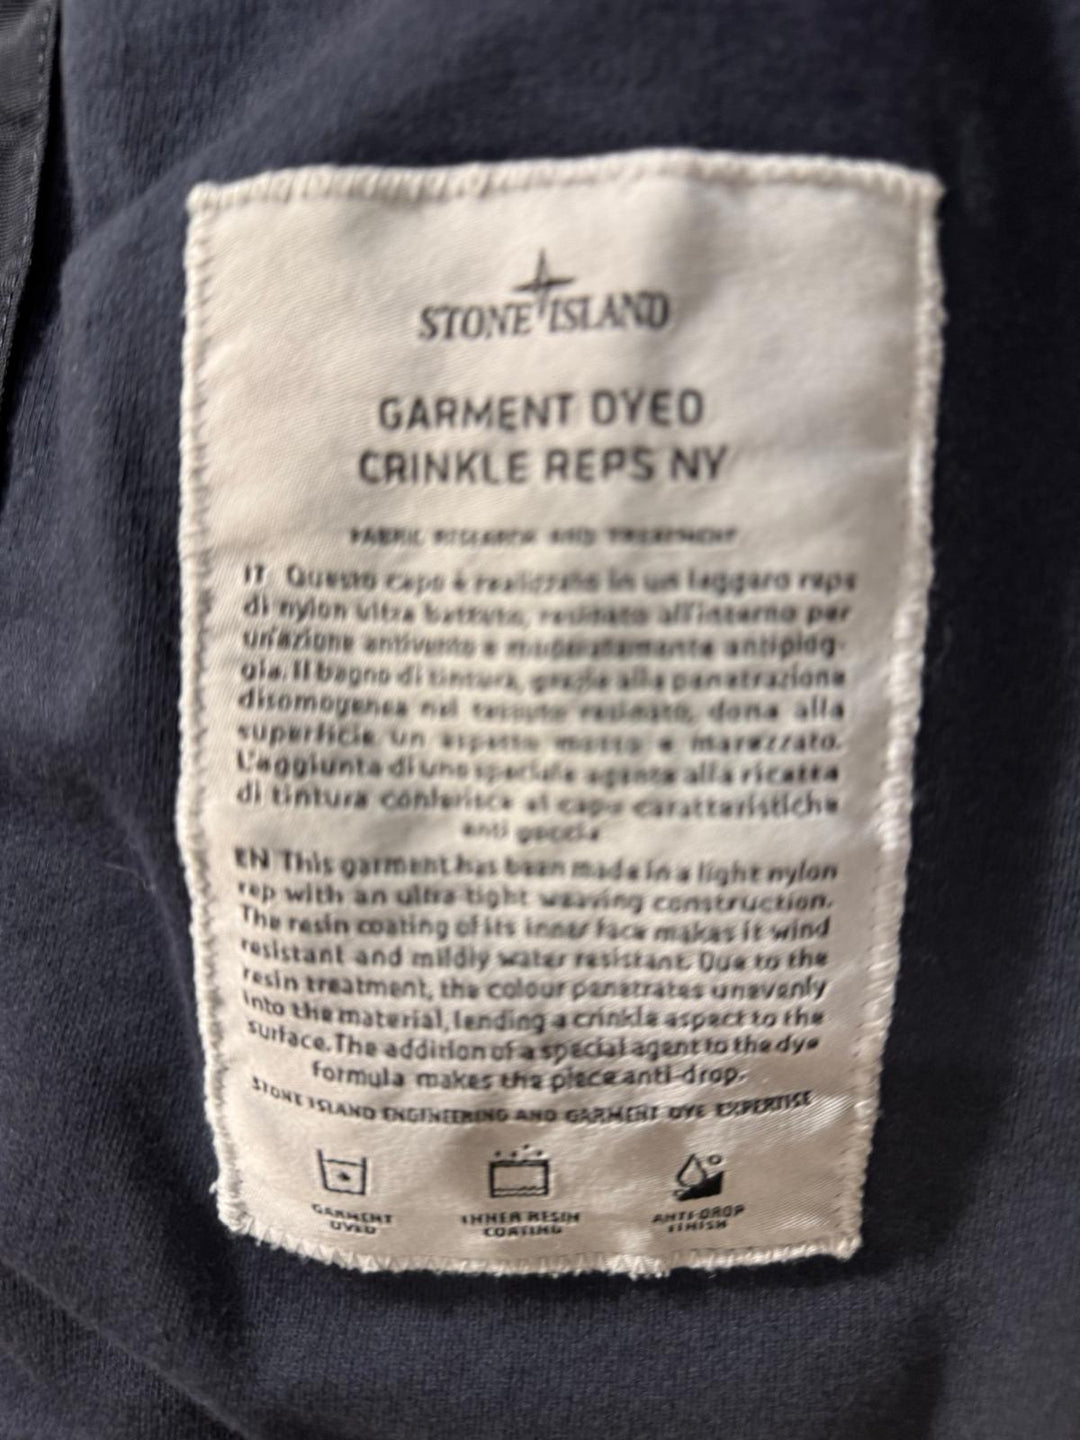 STONE ISLAND
GARMENT DYED
CRINKLE REPS NY
FABRIC RESEARCH AND TREATMENT
IT Questo capo è realizzato in un leggero reps
di nylon ultra battuto, resinato all'interno per
un'azione antivento e moderatamente antipiog-
gia. Il bagno di tintura, grazie alla penetrazione
disomogenea nel tessuto resinato, dona alla
superficie un aspetto mosso e marezzato.
L'aggiunta di uno speciale agente alla ricetta
di tintura conferisce al capo caratteristiche
anti goccia
EN This garment has been made in a light nylon
rep with an ultra tight weaving construction.
The resin coating of its inner face makes it wind
resistant and mildly water resistant. Due to the
resin treatment, the colour penetrates unevenly
into the material, lending a crinkle aspect to the
surface. The addition of a special agent to the dye
formula makes the piece anti-drop.
STONE ISLAND ENGINEERING AND GARMENT DYE EXPERTISE
GARMENT
DYED
INNER RESIN
COATING
ANTI-DROP
FINISH